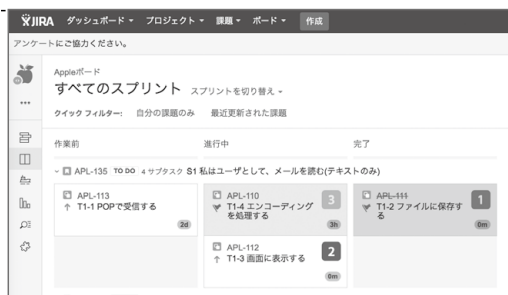 JIRA ダッシュボード プロジェクト 課題 ボード 作成
アンケートにご協力ください。
Appleボード
すべてのスプリント スプリントを切り替え
クイック フィルター: 自分の課題のみ 最近更新された課題
作業前 進行中 完了
APL-135 TO DO 4 サブタスク S1 私はユーザとして、メールを読む(テキストのみ)
APL-113
T1-1 POPで受信する
2d
APL-110
T1-4 エンコーディング
を処理する
3
3h
APL-111
T1-2 ファイルに保存す
る
1
0m
APL-112
T1-3 画面に表示する
2
0m